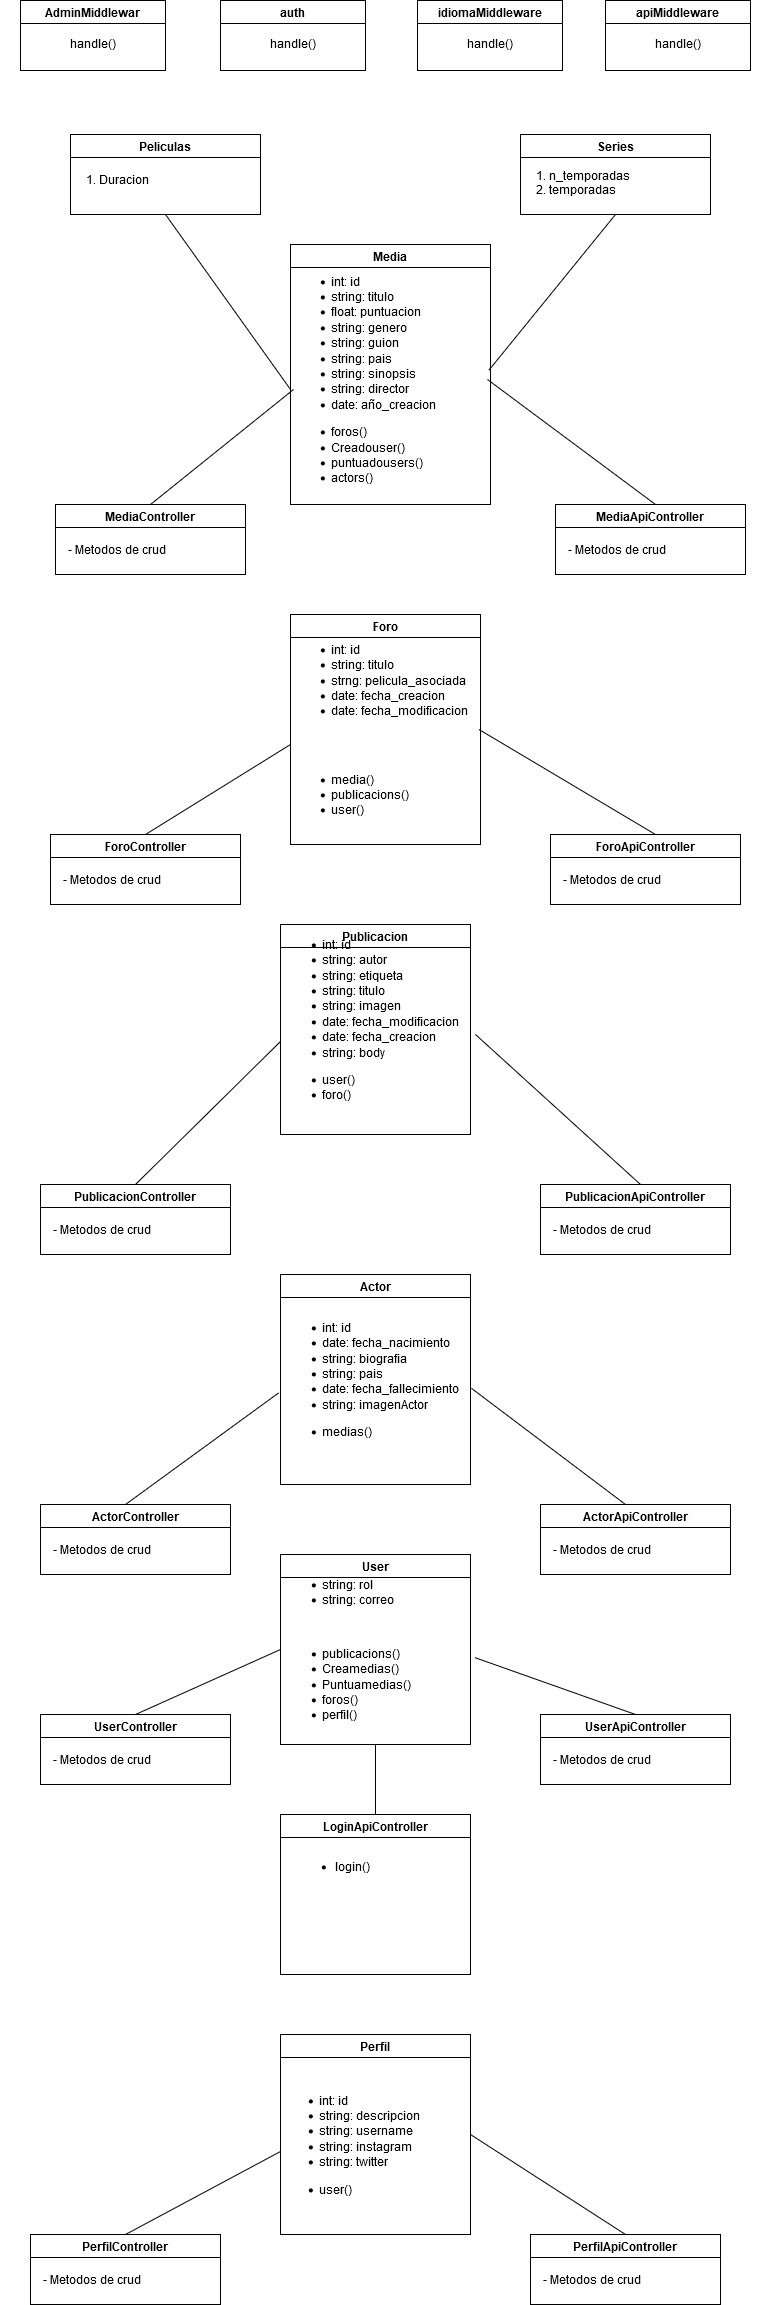 AdminMiddlewar
handle()
auth
handle()
idiomaMiddleware
handle()
apiMiddleware
handle()
Peliculas
1. Duracion
Series
1. n_temporadas
2. temporadas
Media
• int: id
• string: titulo
• float: puntuacion
• string: genero
• string: guion
• string: pais
• string: sinopsis
• string: director
• date: año_creacion
• foros()
• Creadouser()
• puntuadousers()
• actors()
MediaController
- Metodos de crud
MediaApiController
- Metodos de crud
Foro
• int: id
• string: titulo
• strng: pelicula_asociada
• date: fecha_creacion
• date: fecha_modificacion
• media()
• publicacions()
• user()
ForoController
- Metodos de crud
ForoApiController
- Metodos de crud
Publicacion
• int: id
• string: autor
• string: etiqueta
• string: titulo
• string: imagen
• date: fecha_modificacion
• date: fecha_creacion
• string: body
• user()
• foro()
PublicacionController
- Metodos de crud
PublicacionApiController
- Metodos de crud
Actor
• int: id
• date: fecha_nacimiento
• string: biografia
• string: pais
• date: fecha_fallecimiento
• string: imagenActor
• medias()
ActorController
- Metodos de crud
ActorApiController
- Metodos de crud
User
• string: rol
• string: correo
• publicacions()
• Creamedias()
• Puntuamedias()
• foros()
• perfil()
UserController
- Metodos de crud
UserApiController
- Metodos de crud
LoginApiController
• login()
Perfil
• int: id
• string: descripcion
• string: username
• string: instagram
• string: twitter
• user()
PerfilController
- Metodos de crud
PerfilApiController
- Metodos de crud